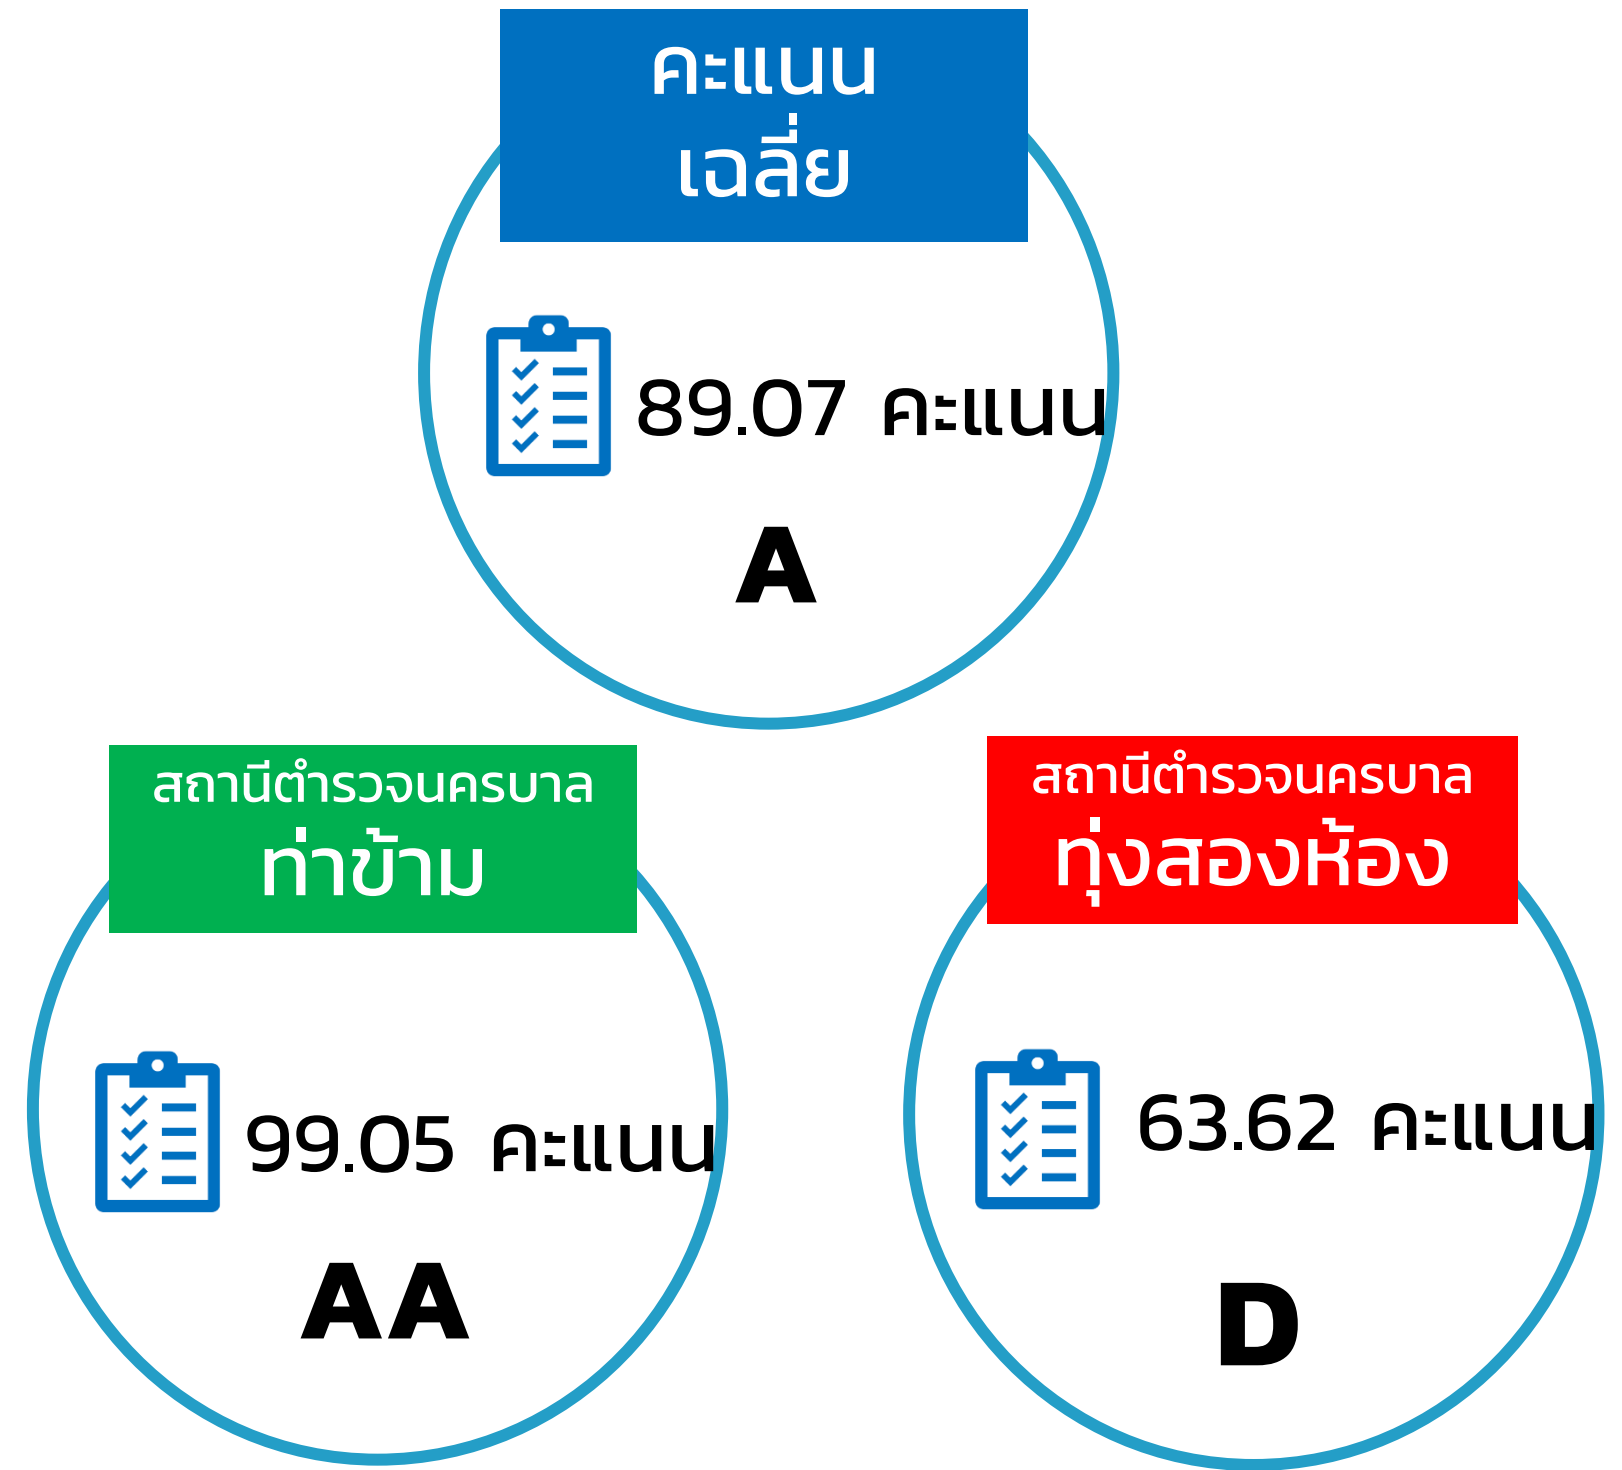 คะแนน
เฉลี่ย
89.07 คะแนน
A
สถานีตำรวจนครบาล
ท่าข้าม
99.05 คะแนน
AA
สถานีตำรวจนครบาล
ทุ่งสองห้อง
63.62 คะแนน
D